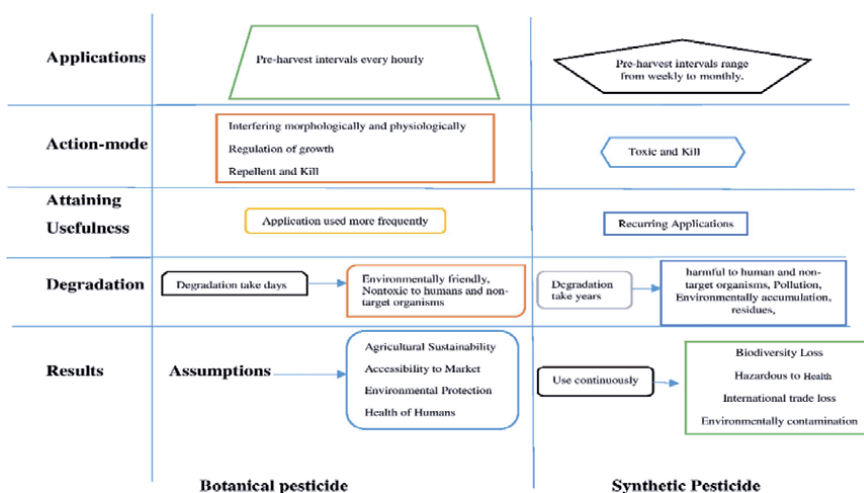 Applications
Pre-harvest intervals every hourly
Pre-harvest intervals range
from weekly to monthly.
Action-mode
Interfering morphologically and physiologically
Regulation of growth
Repellent and Kill
Toxic and Kill
Attaining
Usefulness
Application used more frequently
Recurring Applications
Degradation
Degradation take days
Environmentally friendly,
Nontoxic to humans and non-
target organisms
Degradation
take years
harmful to human and non-
target organisms, Pollution,
Environmentally accumulation,
residues,
Results
Assumptions
Agricultural Sustainability
Accessibility to Market
Environmental Protection
Health of Humans
Use continuously
Biodiversity Loss
Hazardous to Health
International trade loss
Environmentally contamination
Botanical pesticide
Synthetic Pesticide